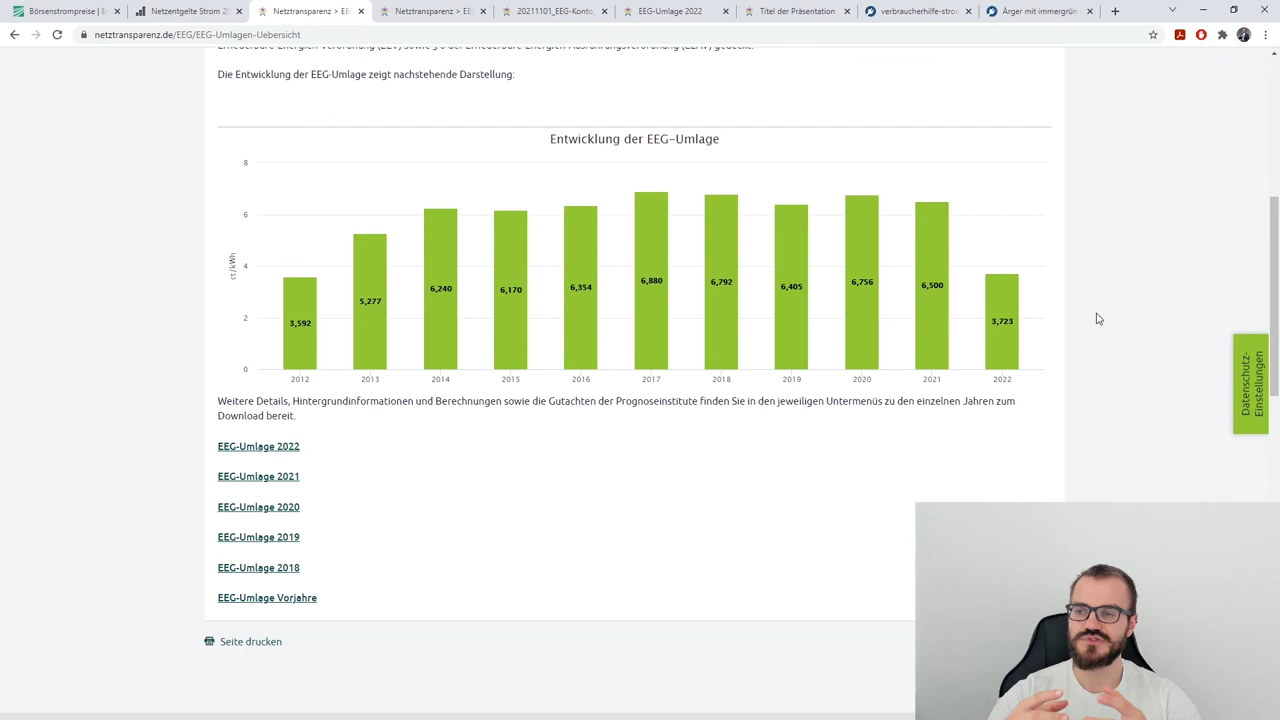 Börsenstrompreise | E
Netzentgelte Strom 20
Netztransparenz > EE
Netztransparenz > EE
20211101_EEG-Konto
EEG-Umlage 2022
Titel der Präsentation
verbraucherhilfe-stron
Ärger mit immergrün
netztransparenz.de/EEG/EEG-Umlagen-Uebersicht
Die Entwicklung der EEG-Umlage zeigt nachstehende Darstellung:
Entwicklung der EEG-Umlage
8
6
4
2
0
ct/kWh
3,592
5,277
6,240
6,170
6,354
6,880
6,792
6,405
6,756
6,500
3,723
2012
2013
2014
2015
2016
2017
2018
2019
2020
2021
2022
Weitere Details, Hintergrundinformationen und Berechnungen sowie die Gutachten der Prognoseinstitute finden Sie in den jeweiligen Untermenüs zu den einzelnen Jahren zum
Download bereit.
EEG-Umlage 2022
EEG-Umlage 2021
EEG-Umlage 2020
EEG-Umlage 2019
EEG-Umlage 2018
EEG-Umlage Vorjahre
Seite drucken
Datenschutz-
Einstellungen